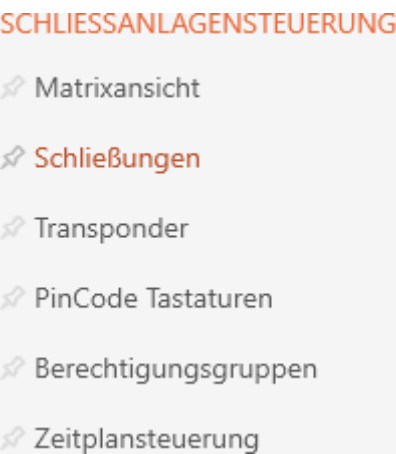 SCHLIESSANLAGENSTEUERUNG
Matrixansicht
Schließungen
Transponder
PinCode Tastaturen
Berechtigungsgruppen
Zeitplansteuerung